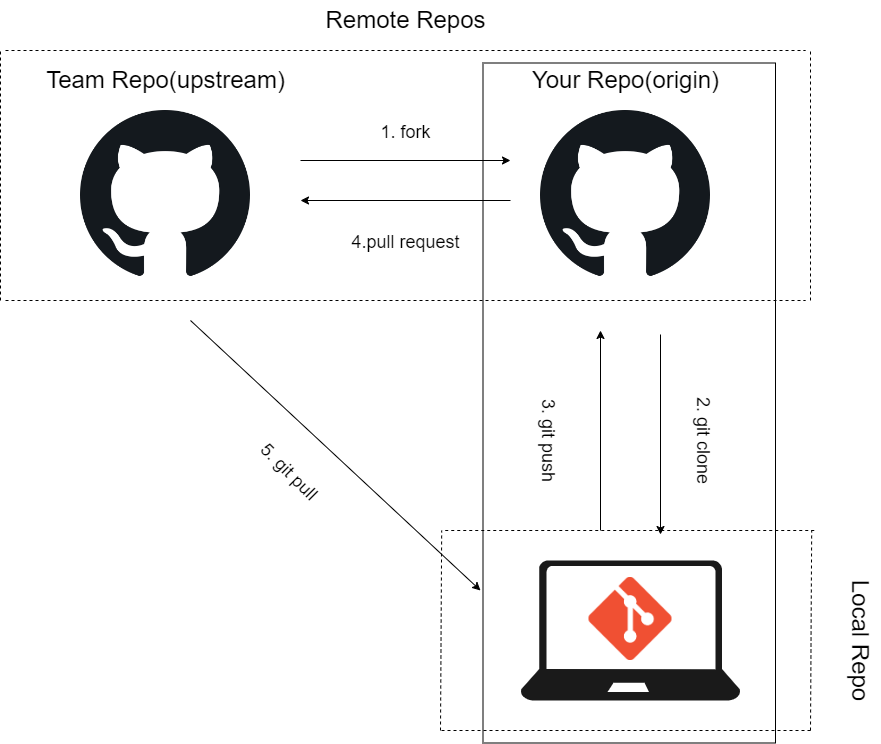 Remote Repos
Team Repo(upstream)
Your Repo(origin)
1. fork
4.pull request
5. git pull
3. git push
2. git clone
Local Repo